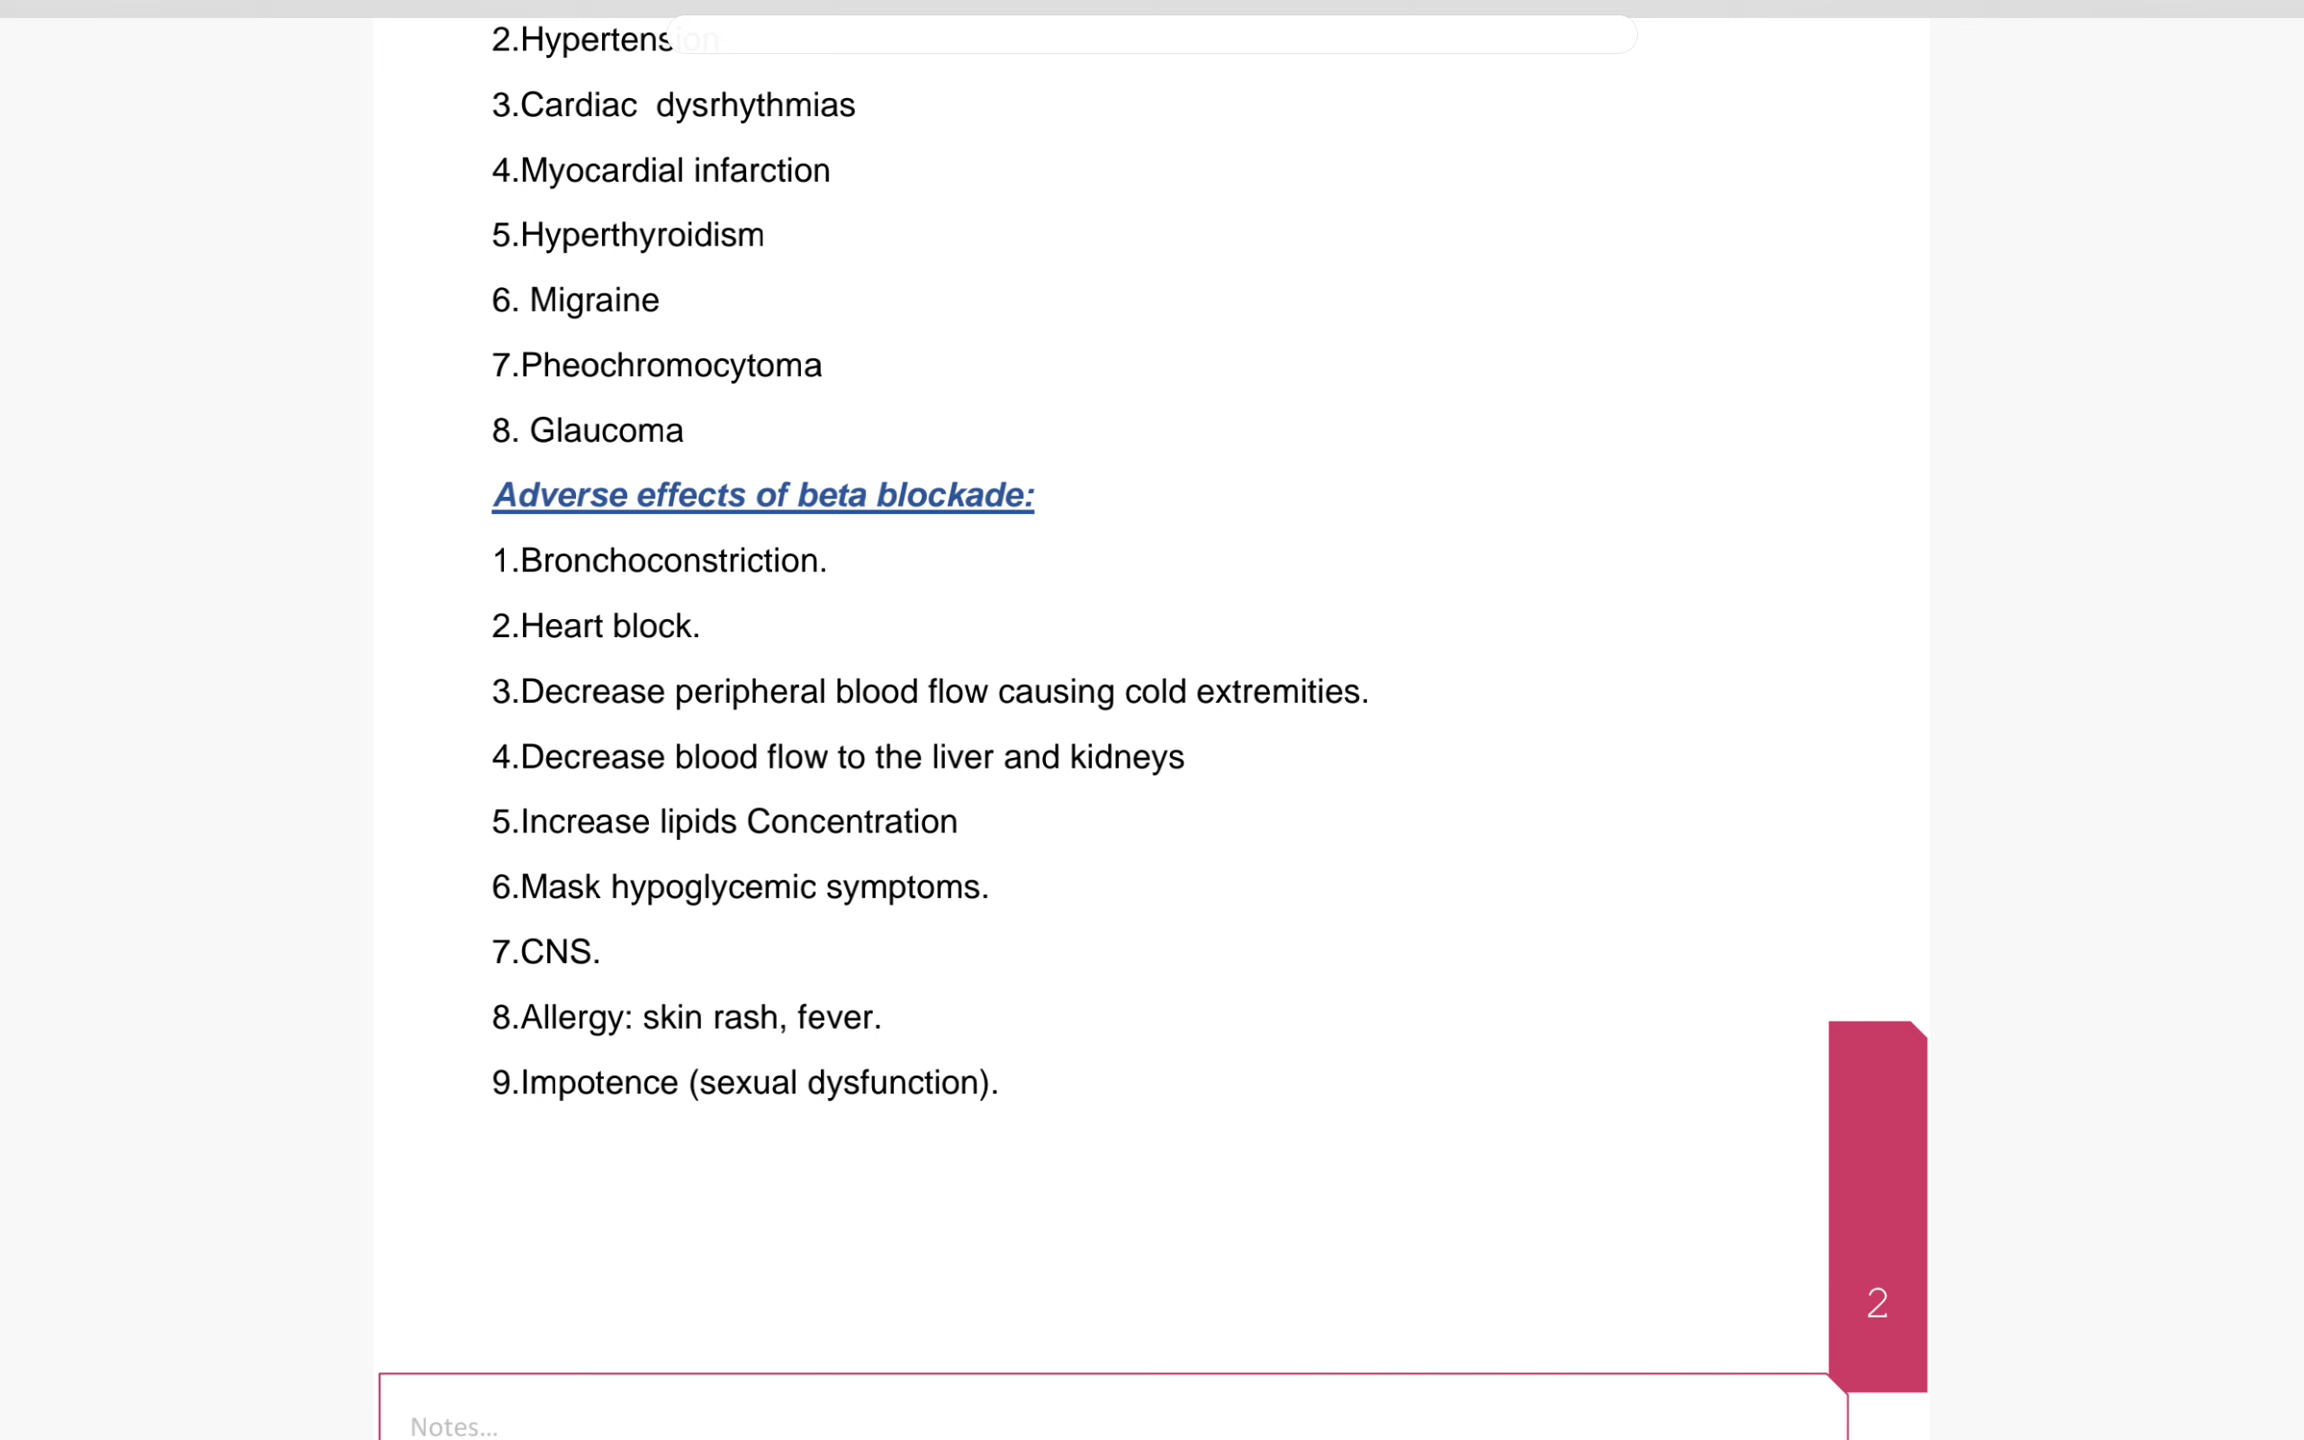 2.Hypertension
3.Cardiac  dysrhythmias
4.Myocardial infarction
5.Hyperthyroidism
6. Migraine
7.Pheochromocytoma
8. Glaucoma
Adverse effects of beta blockade:
1.Bronchoconstriction.
2.Heart block.
3.Decrease peripheral blood flow causing cold extremities.
4.Decrease blood flow to the liver and kidneys
5.Increase lipids Concentration
6.Mask hypoglycemic symptoms.
7.CNS.
8.Allergy: skin rash, fever.
9.Impotence (sexual dysfunction).
2
Notes...